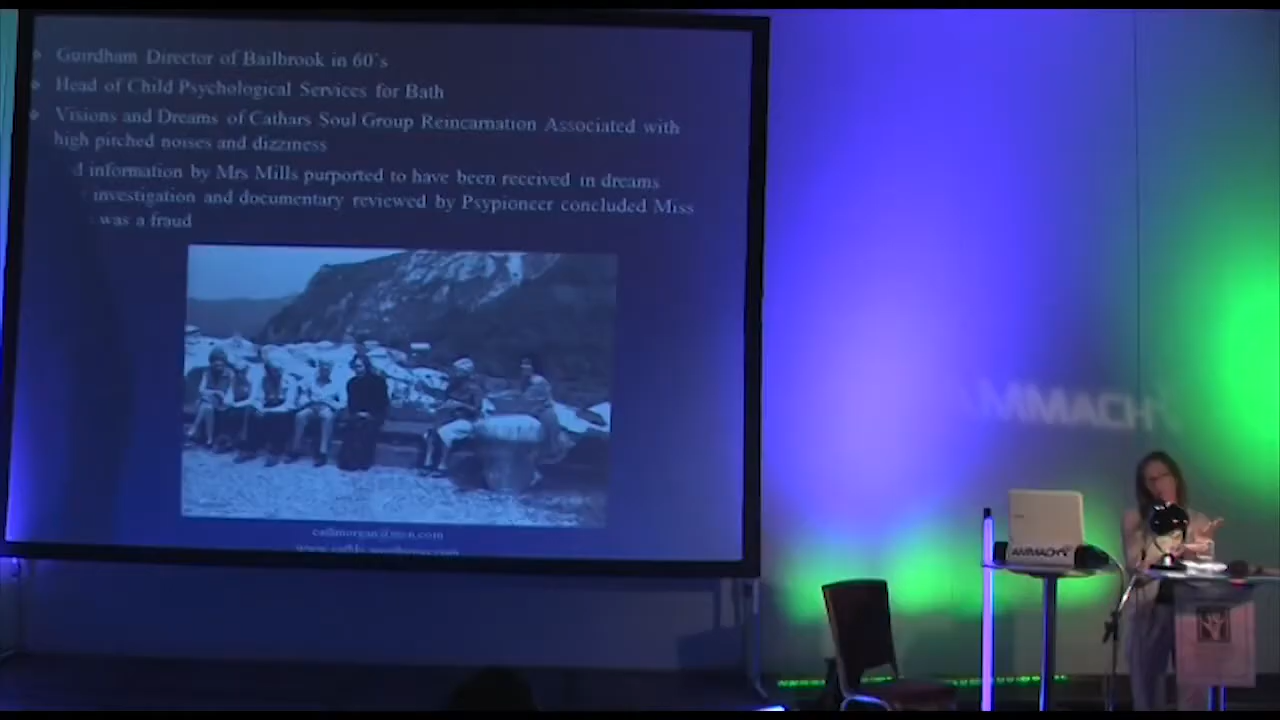 Guirdham Director of Bailbrook in 60's
Head of Child Psychological Services for Bath
Visions and Dreams of Cathars Soul Group Reincarnation Associated with
high pitched noises and dizziness
d information by Mrs Mills purported to have been received in dreams
investigation and documentary reviewed by Psypioneer concluded Miss
was a fraud
AMMACH
AMMACH